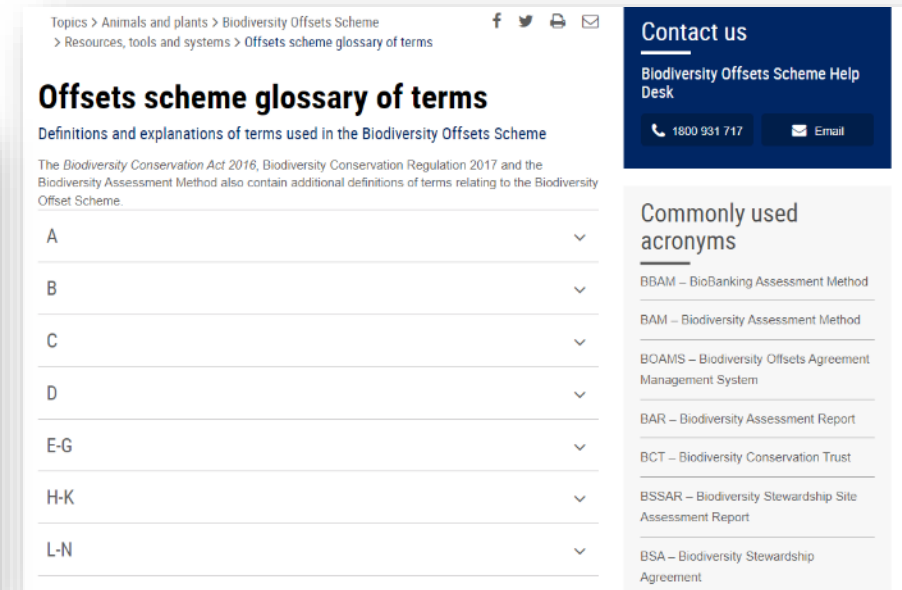 Topics > Animals and plants > Biodiversity Offsets Scheme
> Resources, tools and systems > Offsets scheme glossary of terms
Offsets scheme glossary of terms
Definitions and explanations of terms used in the Biodiversity Offsets Scheme
The Biodiversity Conservation Act 2016, Biodiversity Conservation Regulation 2017 and the
Biodiversity Assessment Method also contain additional definitions of terms relating to the Biodiversity
Offset Scheme.
A
B
C
D
E-G
H-K
L-N
Contact us
Biodiversity Offsets Scheme Help
Desk
1800 931 717
Email
Commonly used
acronyms
BBAM – BioBanking Assessment Method
BAM – Biodiversity Assessment Method
BOAMS – Biodiversity Offsets Agreement
Management System
BAR – Biodiversity Assessment Report
BCT – Biodiversity Conservation Trust
BSSAR – Biodiversity Stewardship Site
Assessment Report
BSA – Biodiversity Stewardship
Agreement